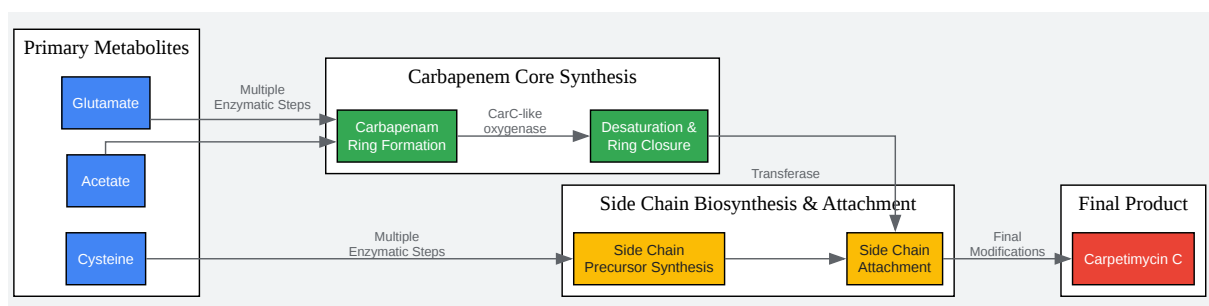 Primary Metabolites
Glutamate
Acetate
Cysteine
Multiple
Enzymatic Steps
Carbapenem Core Synthesis
Carbapenam
Ring Formation
CarC-like
oxygenase
Desaturation &
Ring Closure
Transferase
Multiple
Enzymatic Steps
Side Chain Biosynthesis & Attachment
Side Chain
Precursor Synthesis
Side Chain
Attachment
Final
Modifications
Final Product
Carpetimycin C